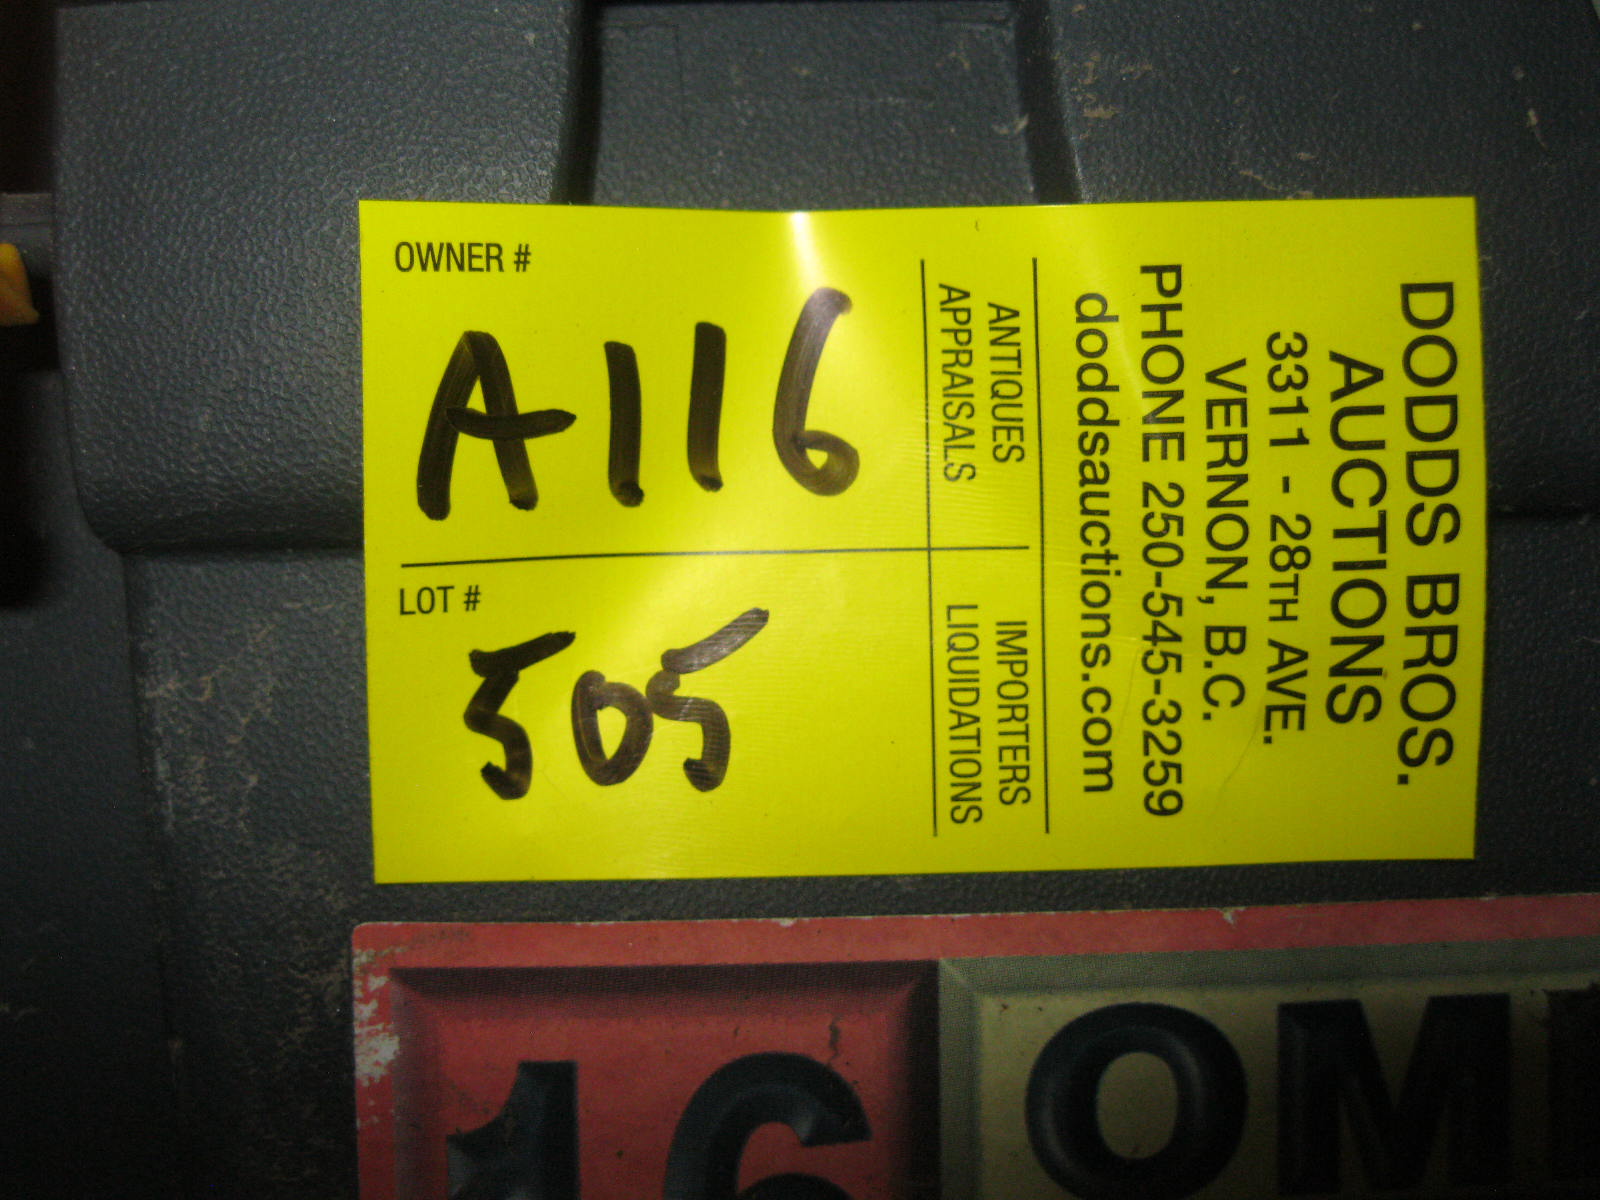 DODDS BROS.
AUCTIONS
3311 - 28TH AVE.
VERNON, B.C.
PHONE 250-545-3259
doddsauctions.com
ANTIQUES IMPORTERS
APPRAISALS LIQUIDATIONS
OWNER #
A116
LOT #
505
16 OM